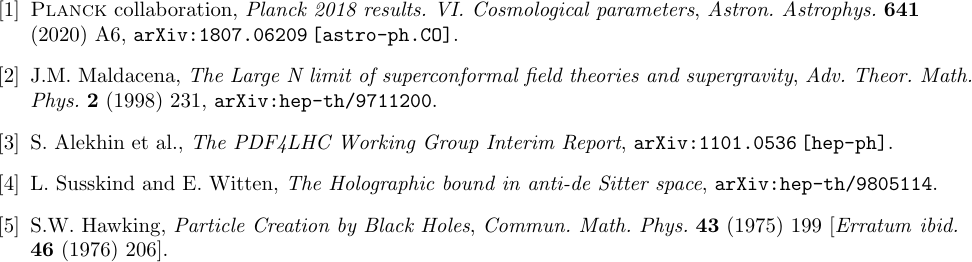 [1] PLANCK collaboration, Planck 2018 results. VI. Cosmological parameters, Astron. Astrophys. 641
(2020) A6, arXiv:1807.06209 [astro-ph.CO].
[2] J.M. Maldacena, The Large N limit of superconformal field theories and supergravity, Adv. Theor. Math.
Phys. 2 (1998) 231, arXiv:hep-th/9711200.
[3] S. Alekhin et al., The PDF4LHC Working Group Interim Report, arXiv:1101.0536 [hep-ph].
[4] L. Susskind and E. Witten, The Holographic bound in anti-de Sitter space, arXiv:hep-th/9805114.
[5] S.W. Hawking, Particle Creation by Black Holes, Commun. Math. Phys. 43 (1975) 199 [Erratum ibid.
46 (1976) 206].